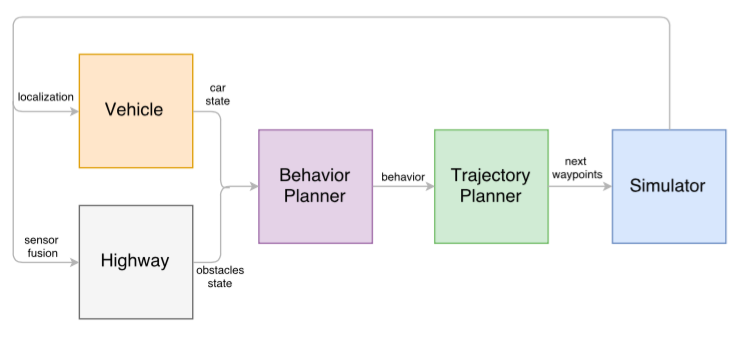 localization
Vehicle
car
state
sensor
fusion
Highway
obstacles
state
Behavior
Planner
behavior
Trajectory
Planner
next
waypoints
Simulator